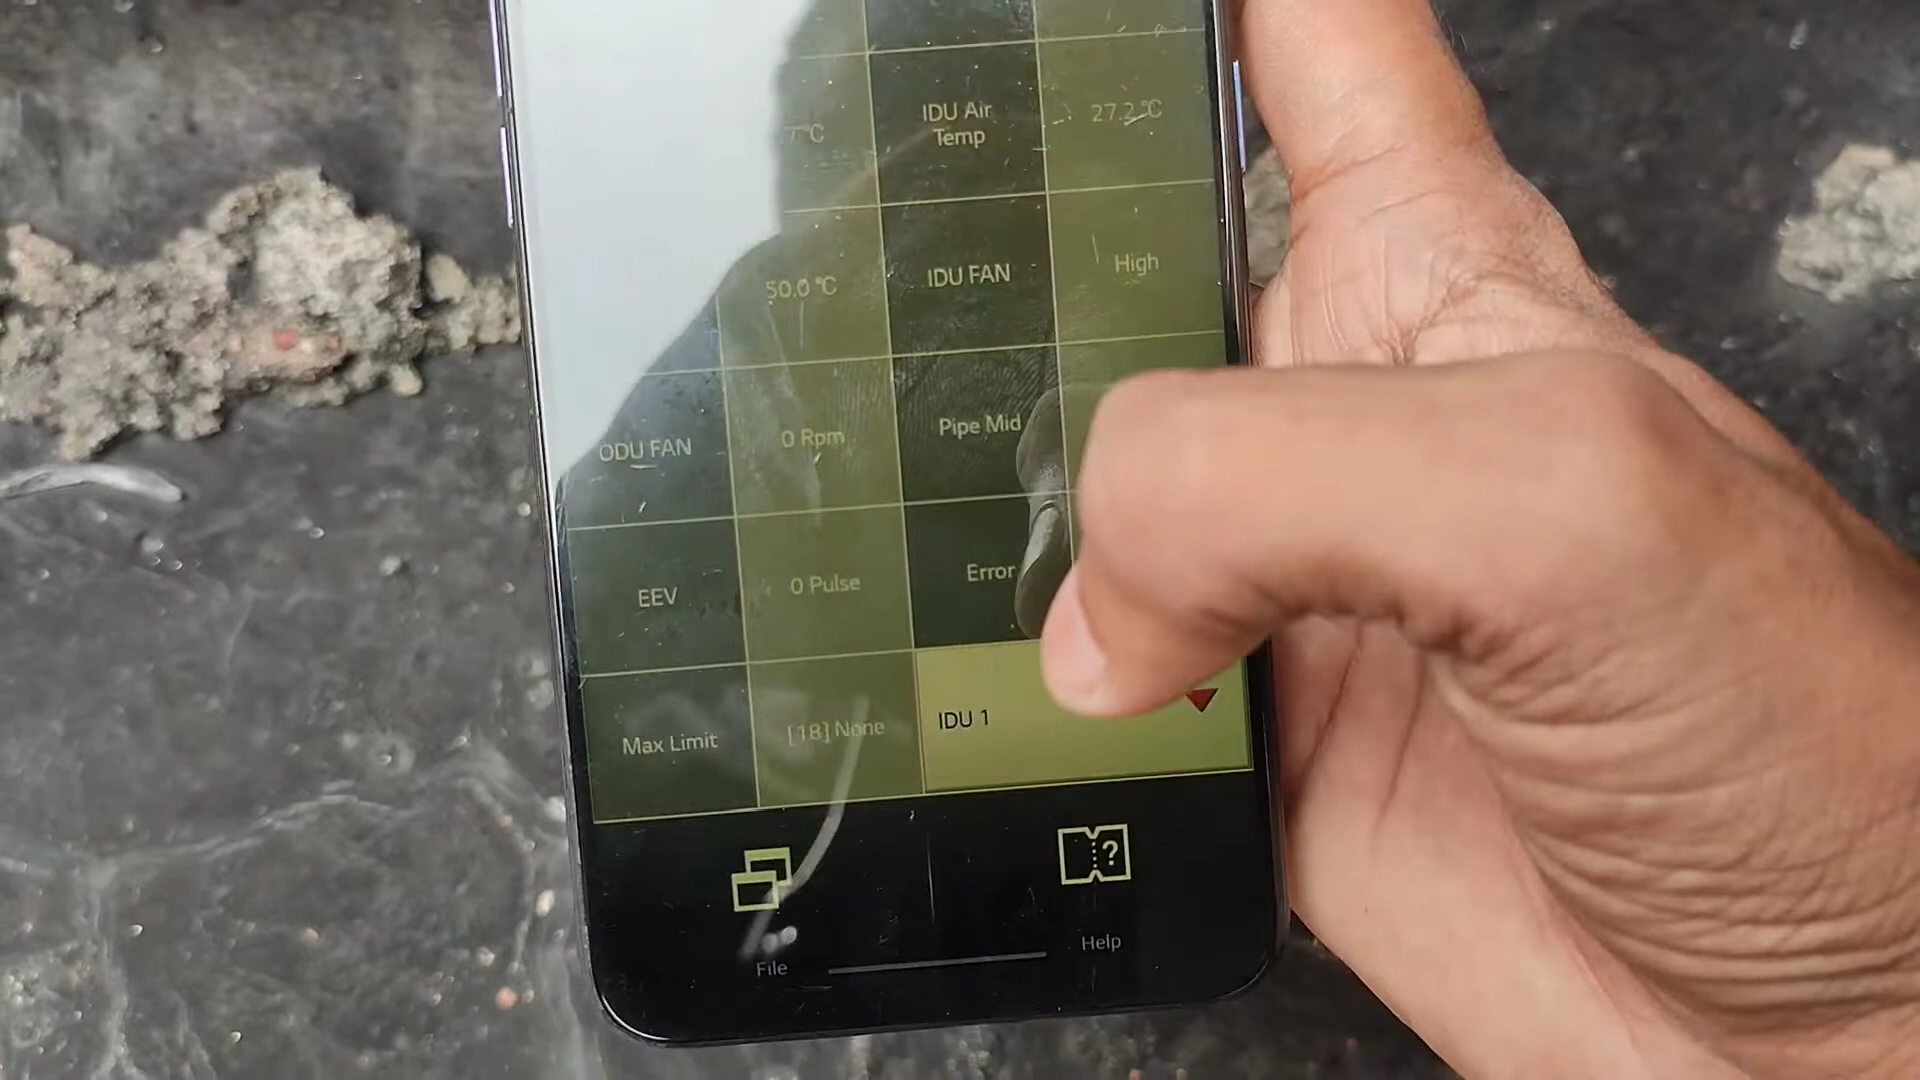 IDU Air
Temp
27.2 °C
50.0 °C
IDU FAN
High
ODU FAN
0 Rpm
Pipe Mid
EEV
0 Pulse
Error
Max Limit
[18] None
IDU 1
File
Help